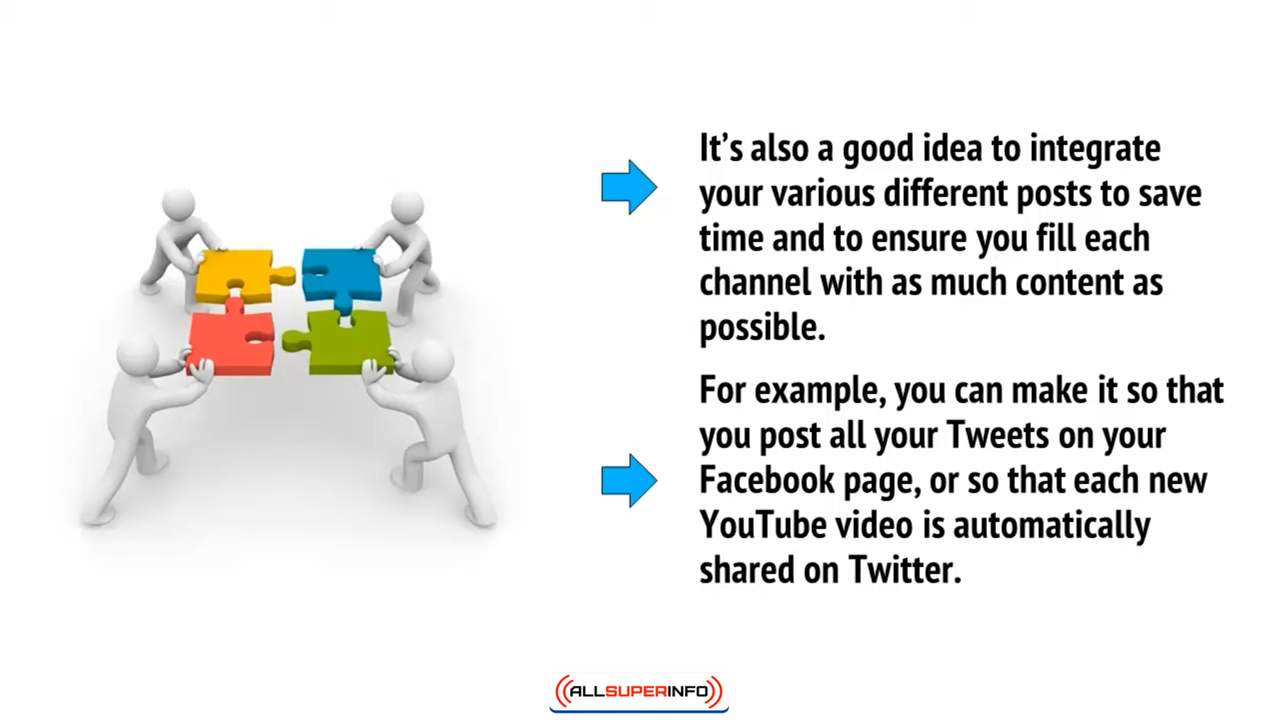 It's also a good idea to integrate
your various different posts to save
time and to ensure you fill each
channel with as much content as
possible.
For example, you can make it so that
you post all your Tweets on your
Facebook page, or so that each new
YouTube video is automatically
shared on Twitter.
ALLSUPERINFO